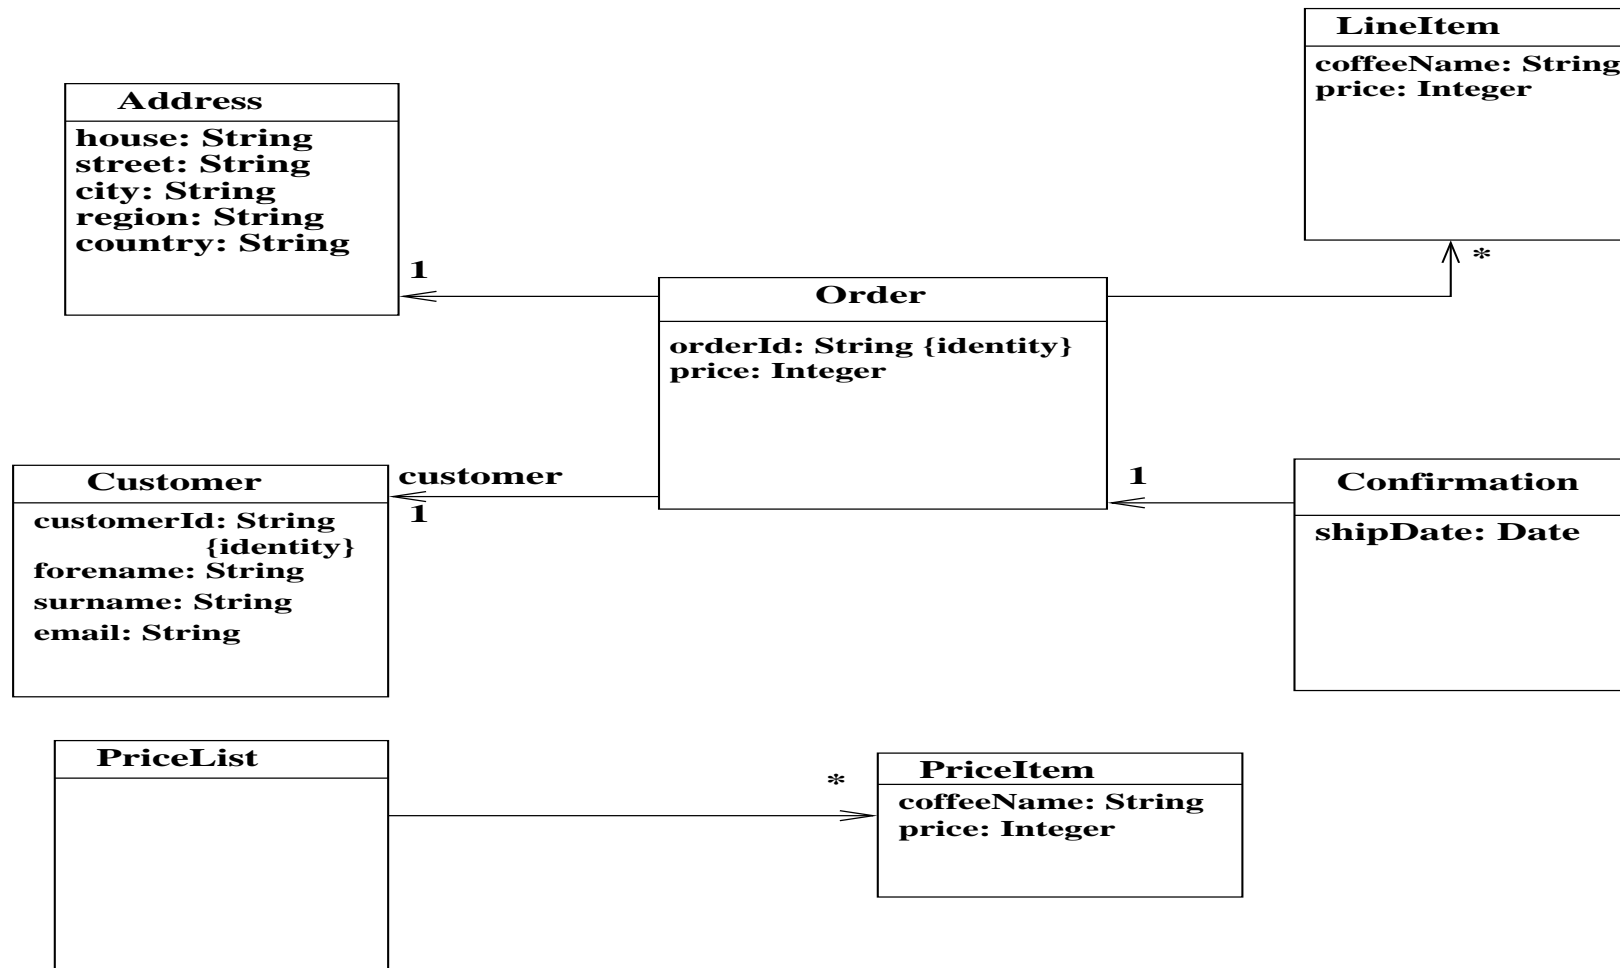 LineItem
coffeeName: String
price: Integer
Address
house: String
street: String
city: String
region: String
country: String
1
*
Order
orderId: String {identity}
price: Integer
Customer
customerId: String
{identity}
forename: String
surname: String
email: String
customer
1
1
Confirmation
shipDate: Date
PriceList
*
PriceItem
coffeeName: String
price: Integer